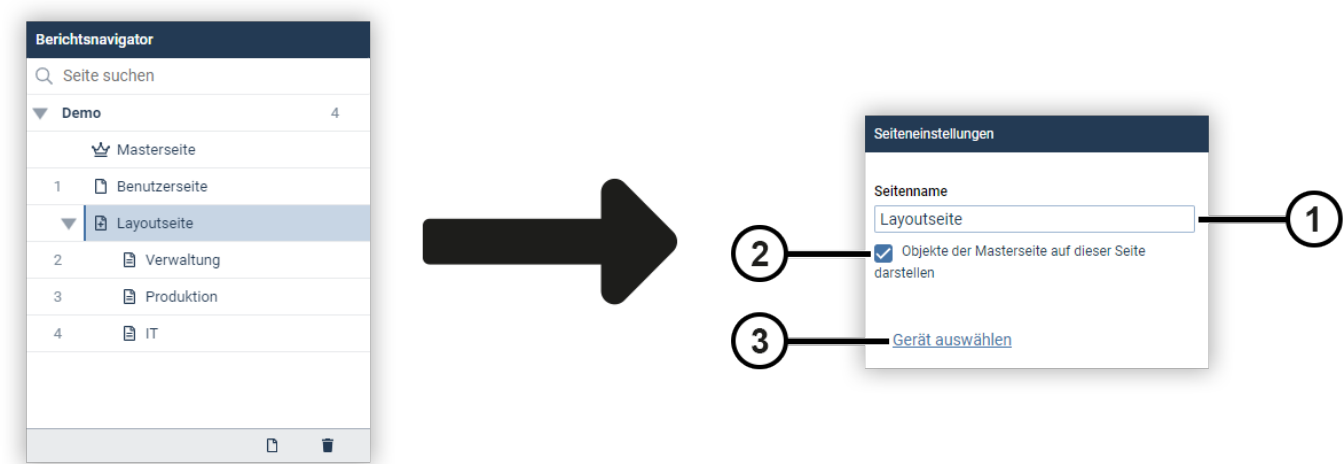 Berichtsnavigator
Seite suchen
Demo 4
Masterseite
1 Benutzerseite
Layoutseite
2 Verwaltung
3 Produktion
4 IT
Seiteneinstellungen
Seitenname
Layoutseite
1
2
Objekte der Masterseite auf dieser Seite
darstellen
3
Gerät auswählen